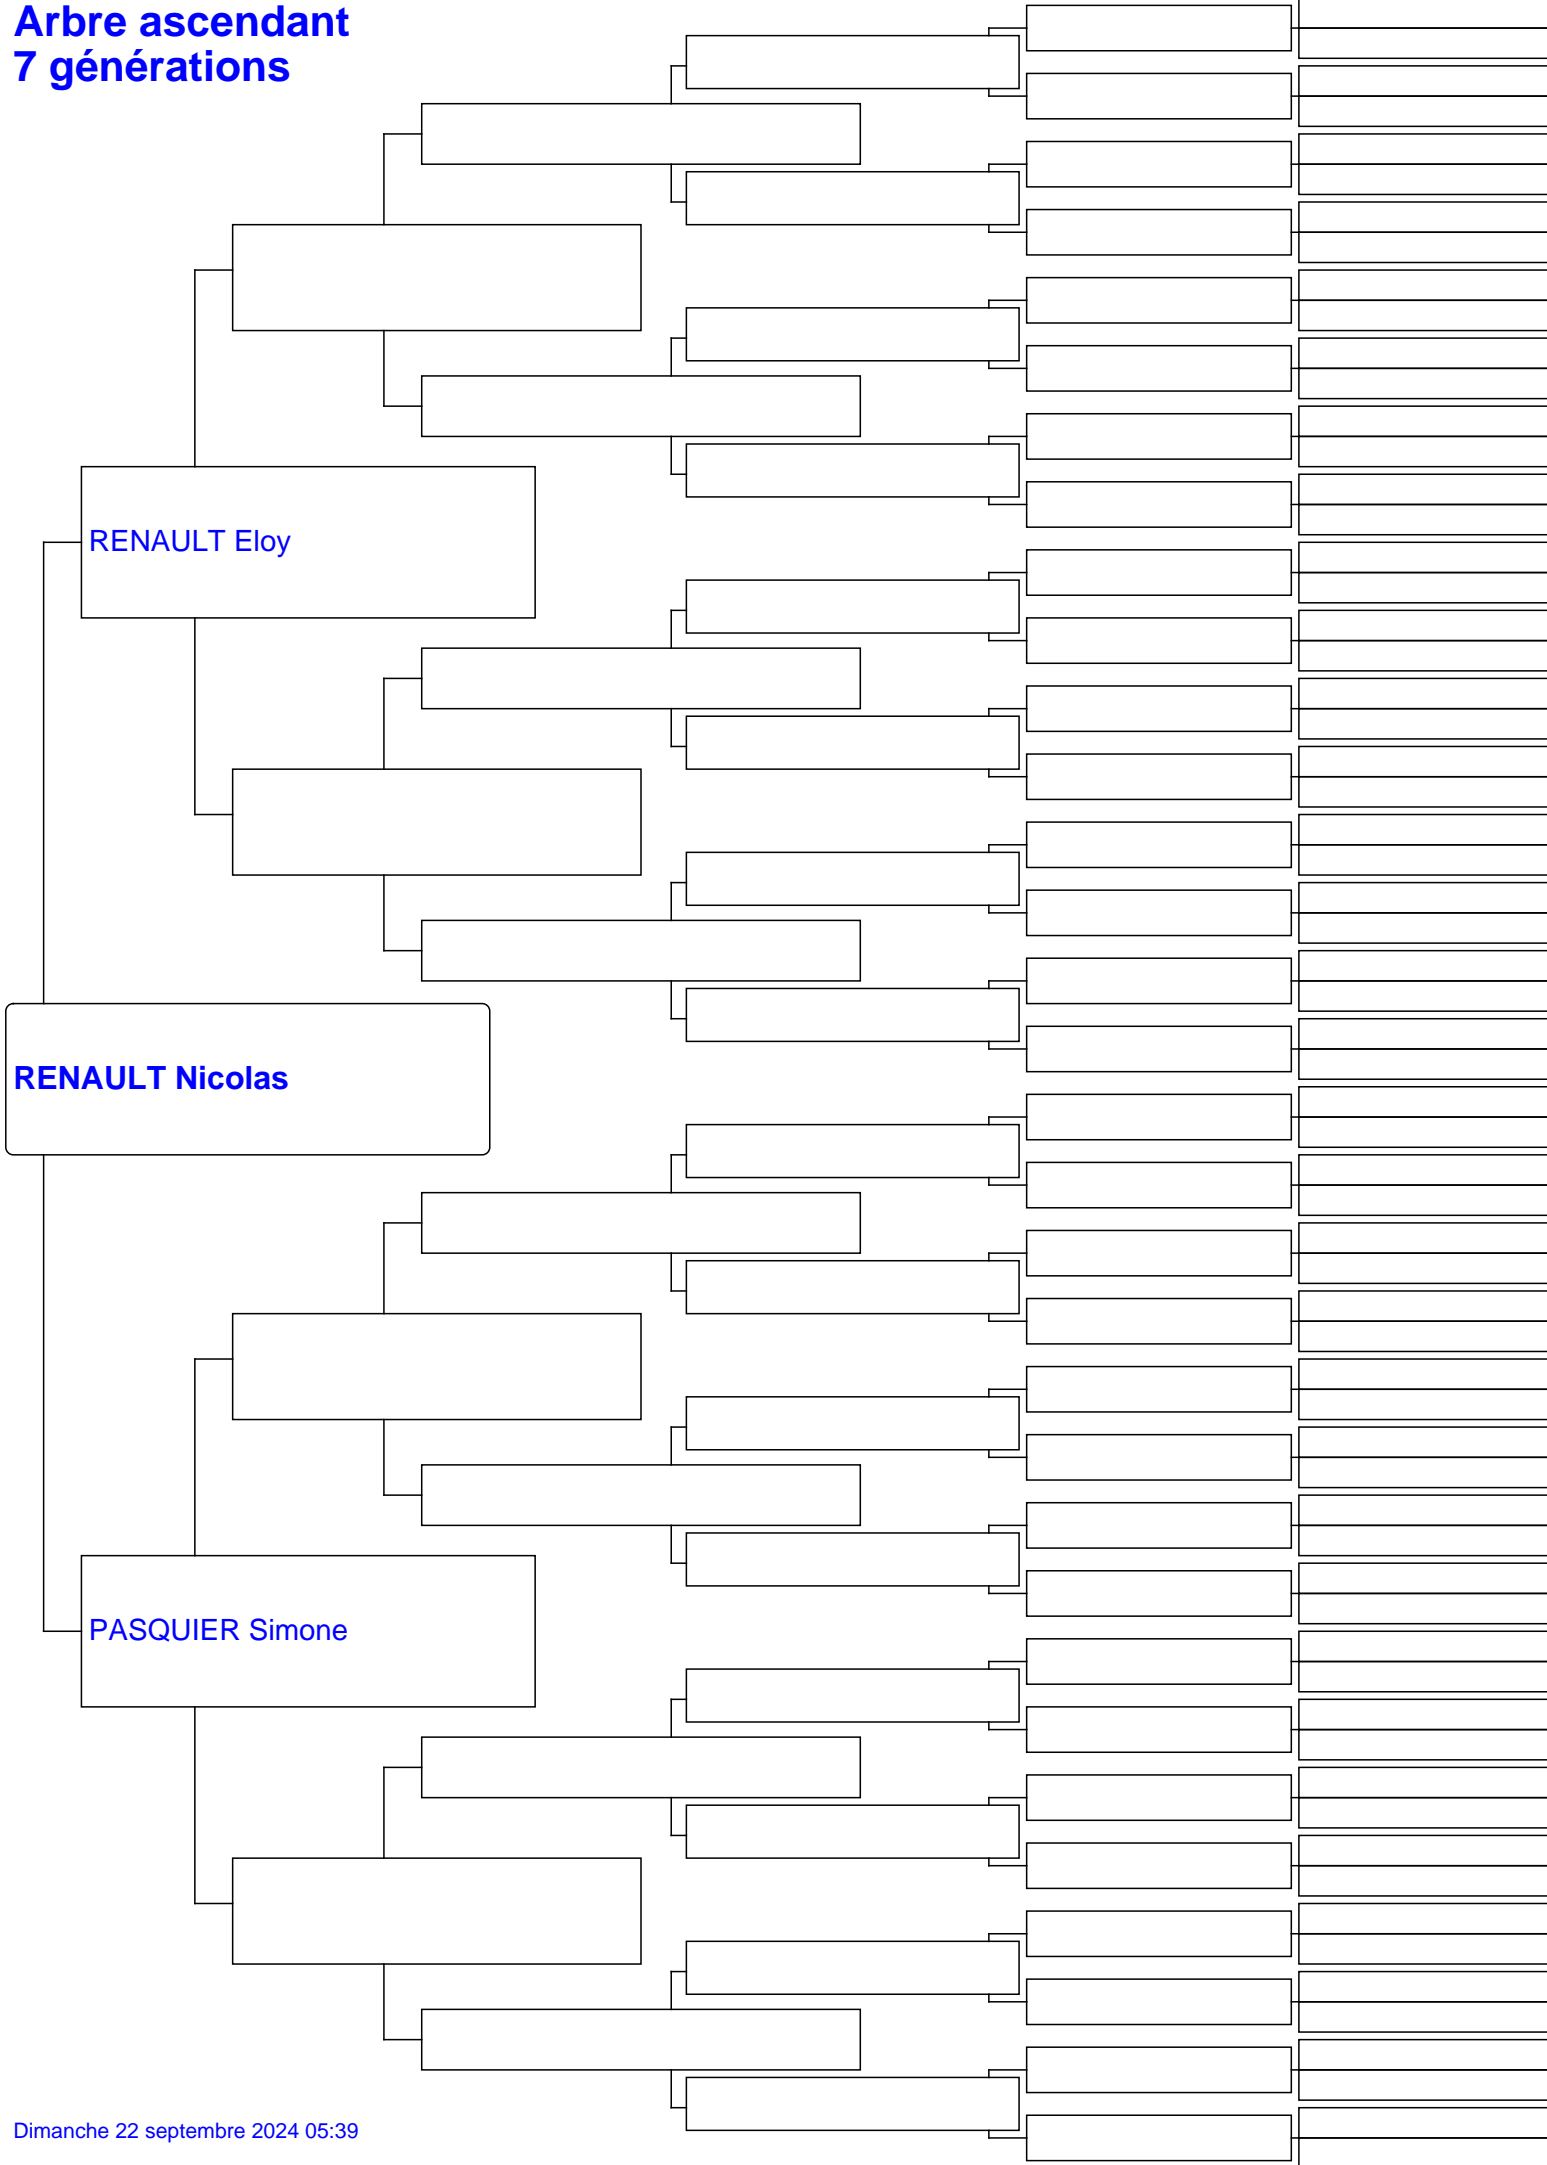 Arbre ascendant
7 générations
RENAULT Eloy
RENAULT Nicolas
PASQUIER Simone
Dimanche 22 septembre 2024 05:39